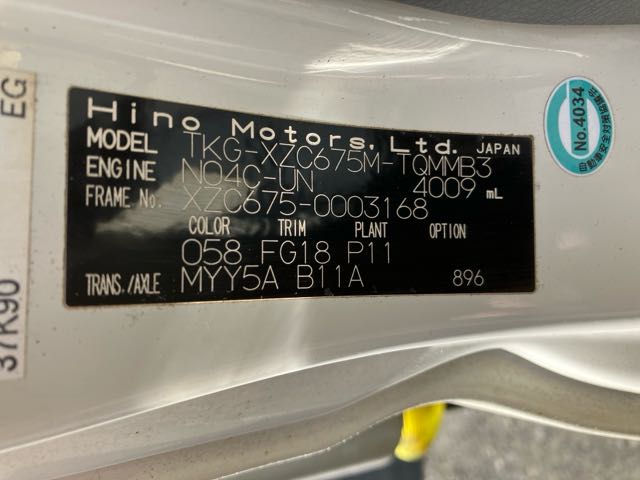 Hino Motors, Ltd. JAPAN
MODEL TKG-XZC675M-TQMMB3
ENGINE N04C-UN 4009 mL
FRAME No. XZC675-0003168
COLOR TRIM PLANT OPTION
058 FG18 P11
TRANS./AXLE MYY5A B11A 896
No.4034
EG
37K90